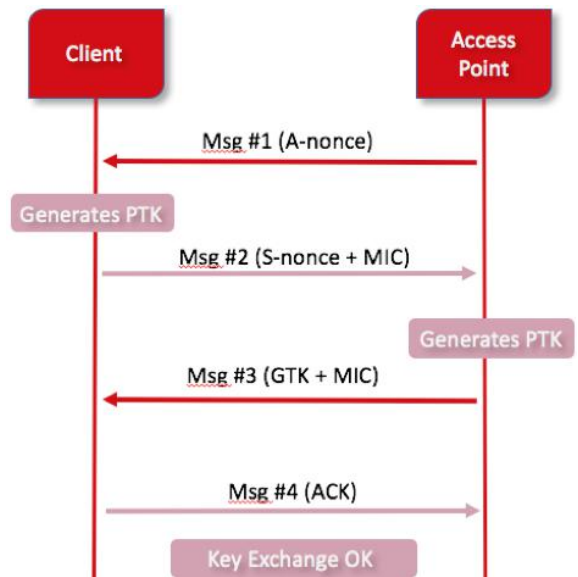 Client
Access
Point
Msg #1 (A-nonce)
Generates PTK
Msg #2 (S-nonce + MIC)
Generates PTK
Msg #3 (GTK + MIC)
Msg #4 (ACK)
Key Exchange OK